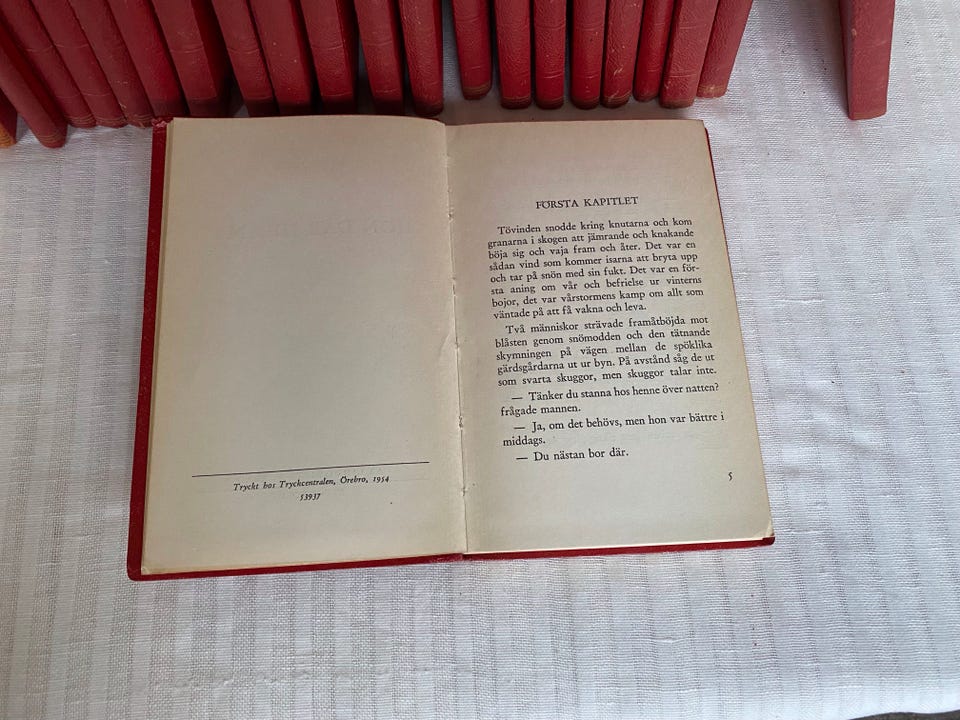 Tryckt hos Tryckcentralen, Örebro, 1954
53937
FÖRSTA KAPITLET
Tövinden snodde kring knutarna och kom
granarna i skogen att jämrande och knakande
böja sig och vaja fram och åter. Det var en
sådan vind som kommer isarna att bryta upp
och tar på snön med sin fukt. Det var en för-
sta aning om vår och befrielse ur vinterns
bojor, det var vårstormens kamp om allt som
väntade på att få vakna och leva.
Två människor strävade framåtböjda mot
blåsten genom snömodden och den tätnande
skymningen på vägen mellan de spöklika
gärdsgårdarna ut ur byn. På avstånd såg de ut
som svarta skuggor, men skuggor talar inte.
— Tänker du stanna hos henne över natten?
frågade mannen.
— Ja, om det behövs, men hon var bättre i
middags.
— Du nästan bor där.
5